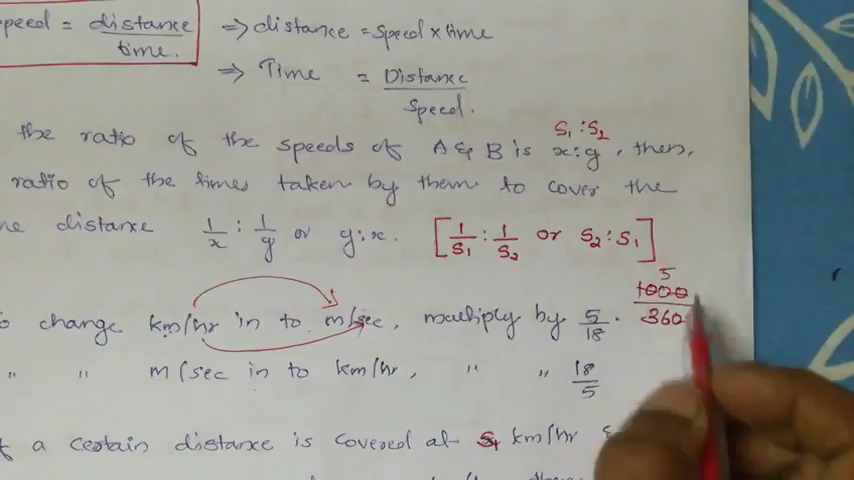 peed = distance / time. ⇒ distance = speed x time
⇒ Time = Distance / Speed.
S₁ : S₂
the ratio of the speeds of A & B is x:y, then,
ratio of the times taken by them to cover the
me distance 1/x : 1/y or y:x. [1/S₁ : 1/S₂ or S₂ : S₁]
5
1000
o change km/hr in to m/sec, multiply by 5/18. 360
" " m/sec in to km/hr, " " 18/5
f a certain distance is covered at km/hr